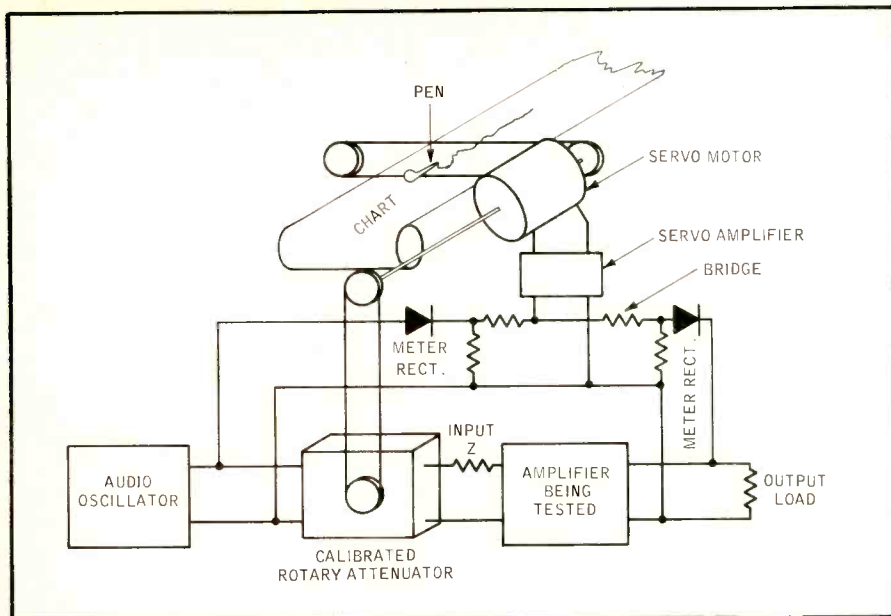 PEN
SERVO MOTOR
CHART
SERVO AMPLIFIER
BRIDGE
METER
RECT.
METER RECT.
INPUT
Z
AUDIO
OSCILLATOR
AMPLIFIER
BEING
TESTED
OUTPUT
LOAD
CALIBRATED
ROTARY ATTENUATOR